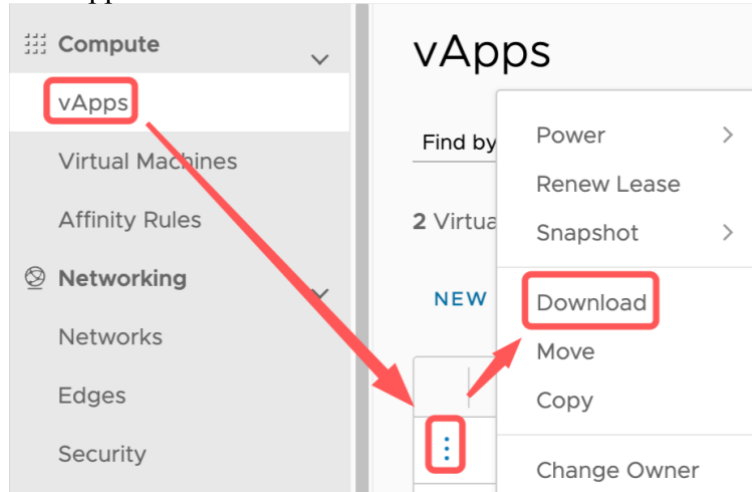 Compute
vApps
Virtual Machines
Affinity Rules
Networking
Networks
Edges
Security
vApps
Find by
2 Virtua
NEW
Power
Renew Lease
Snapshot
Download
Move
Copy
Change Owner